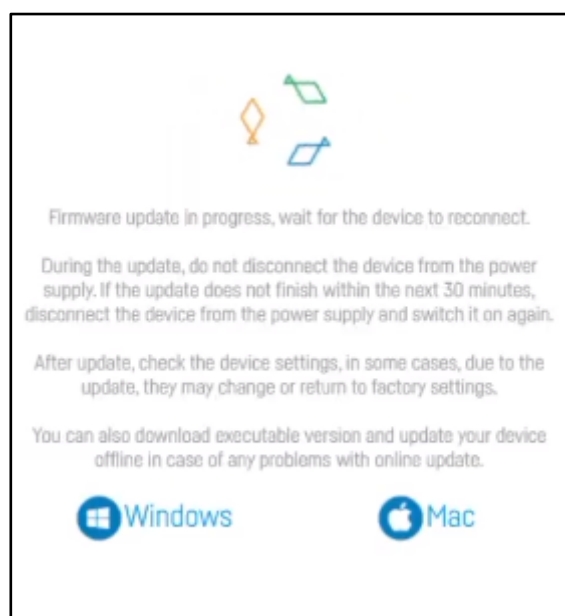 Firmware update in progress, wait for the device to reconnect.
During the update, do not disconnect the device from the power
supply. If the update does not finish within the next 30 minutes,
disconnect the device from the power supply and switch it on again.
After update, check the device settings, in some cases, due to the
update, they may change or return to factory settings.
You can also download executable version and update your device
offline in case of any problems with online update.
Windows
Mac